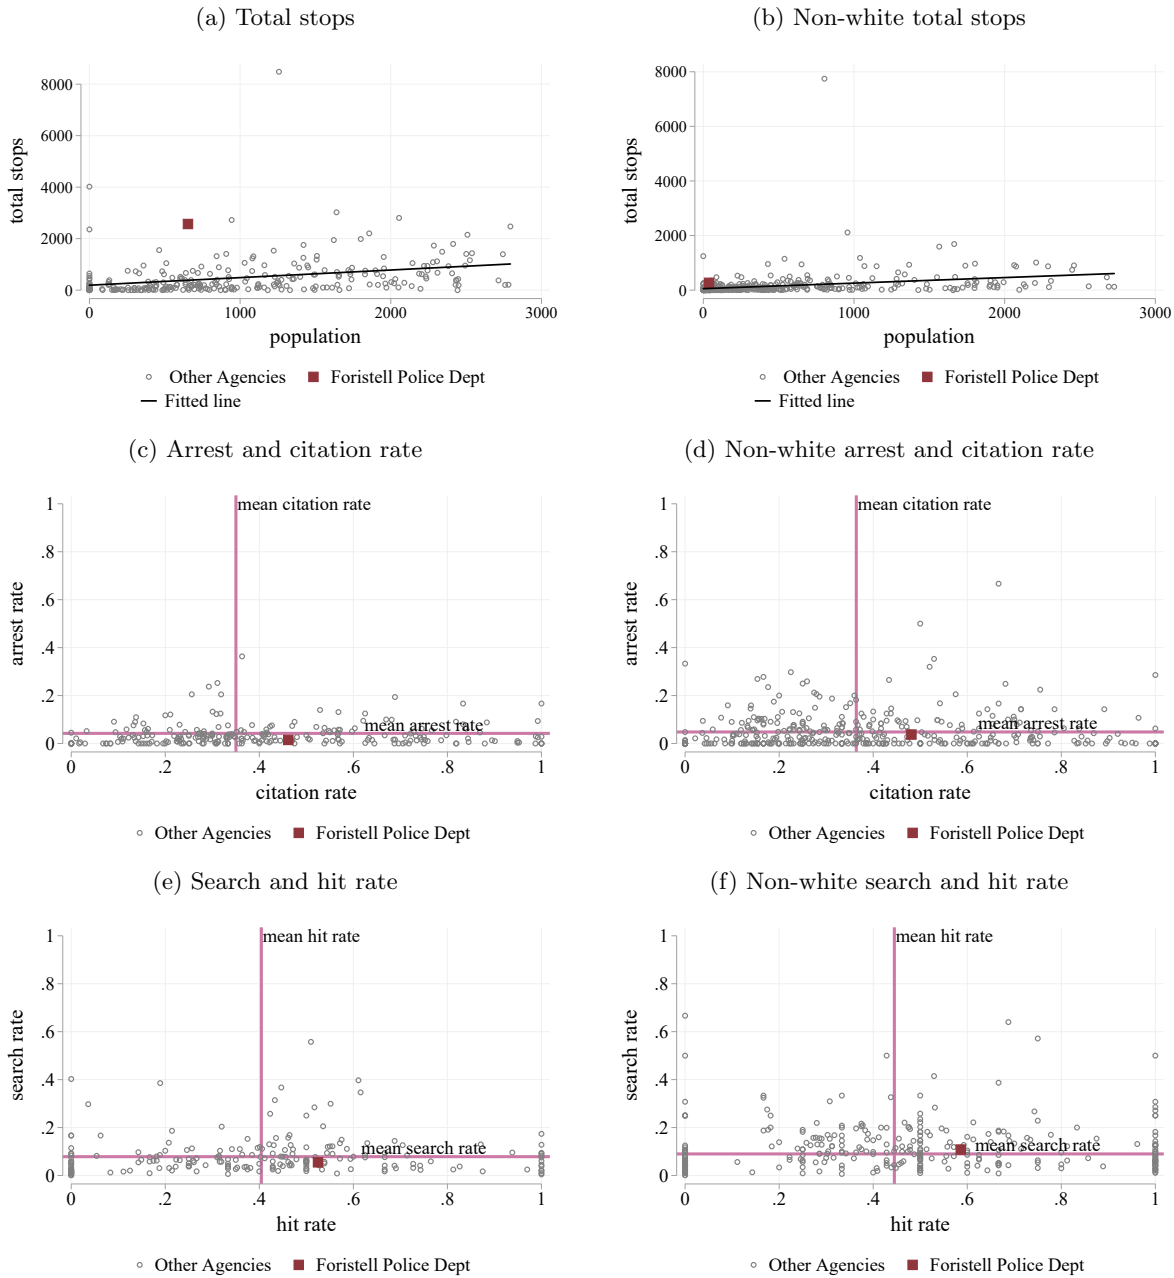 (a) Total stops
(b) Non-white total stops
total stops
8000
6000
4000
2000
0
0 1000 2000 3000
population
Other Agencies Foristell Police Dept
Fitted line
total stops
8000
6000
4000
2000
0
0 1000 2000 3000
population
Other Agencies Foristell Police Dept
Fitted line
(c) Arrest and citation rate
(d) Non-white arrest and citation rate
arrest rate
1
.8
.6
.4
.2
0
mean citation rate
mean arrest rate
0 .2 .4 .6 .8 1
citation rate
Other Agencies Foristell Police Dept
arrest rate
1
.8
.6
.4
.2
0
mean citation rate
mean arrest rate
0 .2 .4 .6 .8 1
citation rate
Other Agencies Foristell Police Dept
(e) Search and hit rate
(f) Non-white search and hit rate
search rate
1
.8
.6
.4
.2
0
mean hit rate
mean search rate
0 .2 .4 .6 .8 1
hit rate
Other Agencies Foristell Police Dept
search rate
1
.8
.6
.4
.2
0
mean hit rate
mean search rate
0 .2 .4 .6 .8 1
hit rate
Other Agencies Foristell Police Dept